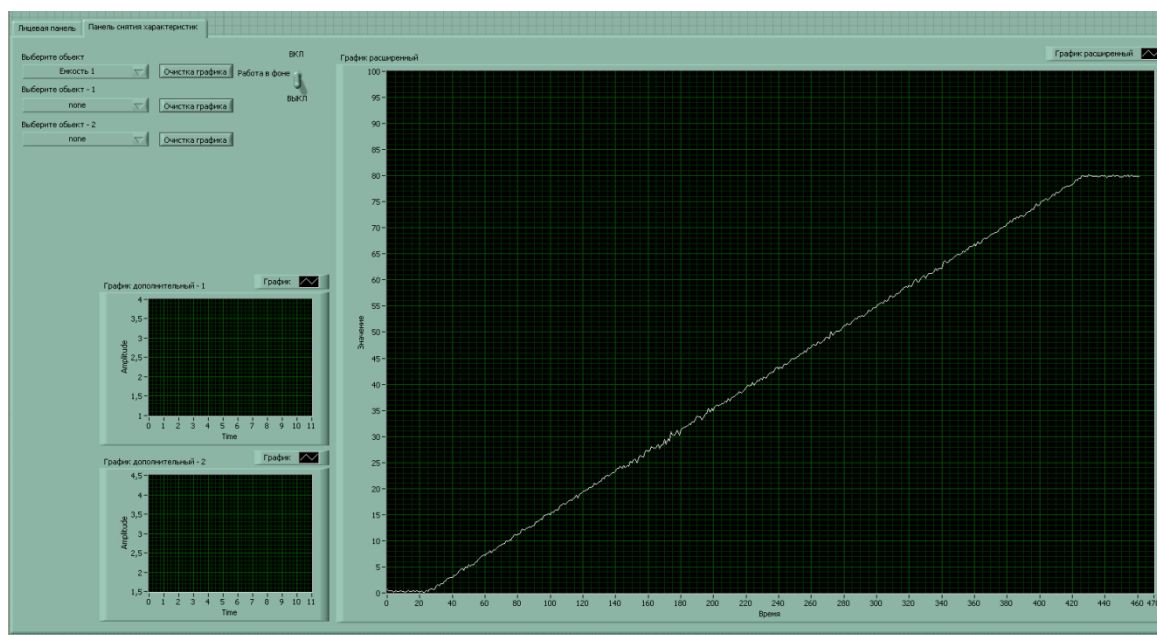 Лицевая панель
Панель снятия характеристик
Выберите объект
Емкость 1
Очистка графика
Работа в фоне
ВКЛ
ВЫКЛ
Выберите объект - 1
none
Очистка графика
Выберите объект - 2
none
Очистка графика
График дополнительный - 1
График
Amplitude
4
3,5
3
2,5
2
1,5
1
0 1 2 3 4 5 6 7 8 9 10 11
Time
График дополнительный - 2
График
Amplitude
4,5
4
3,5
3
2,5
2
1,5
0 1 2 3 4 5 6 7 8 9 10 11
Time
График расширенный
График расширенный
Значение
100
95
90
85
80
75
70
65
60
55
50
45
40
35
30
25
20
15
10
5
0
0 20 40 60 80 100 120 140 160 180 200 220 240 260 280 300 320 340 360 380 400 420 440 460 470
Время